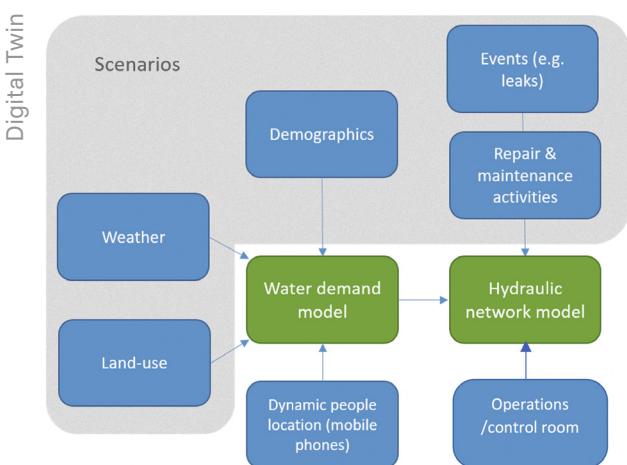 Digital Twin
Scenarios
Events (e.g.
leaks)
Demographics
Repair &
maintenance
activities
Weather
Water demand
model
Hydraulic
network model
Land-use
Dynamic people
location (mobile
phones)
Operations
/control room